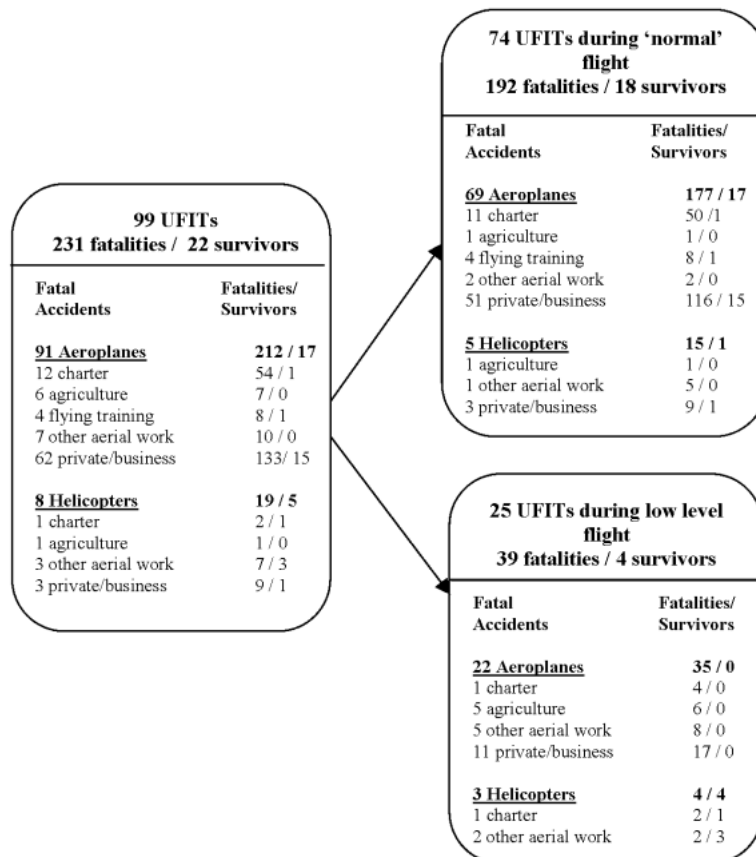 99 UFITs
231 fatalities / 22 survivors
Fatal Fatalities/
Accidents Survivors
91 Aeroplanes 212 / 17
12 charter 54 / 1
6 agriculture 7 / 0
4 flying training 8 / 1
7 other aerial work 10 / 0
62 private/business 133/ 15
8 Helicopters 19 / 5
1 charter 2 / 1
1 agriculture 1 / 0
3 other aerial work 7 / 3
3 private/business 9 / 1
74 UFITs during ‘normal’
flight
192 fatalities / 18 survivors
Fatal Fatalities/
Accidents Survivors
69 Aeroplanes 177 / 17
11 charter 50 /1
1 agriculture 1 / 0
4 flying training 8 / 1
2 other aerial work 2 / 0
51 private/business 116 / 15
5 Helicopters 15 / 1
1 agriculture 1 / 0
1 other aerial work 5 / 0
3 private/business 9 / 1
25 UFITs during low level
flight
39 fatalities / 4 survivors
Fatal Fatalities/
Accidents Survivors
22 Aeroplanes 35 / 0
1 charter 4 / 0
5 agriculture 6 / 0
5 other aerial work 8 / 0
11 private/business 17 / 0
3 Helicopters 4 / 4
1 charter 2 / 1
2 other aerial work 2 / 3